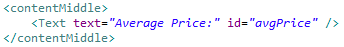 <contentMiddle>
    <Text text="Average Price:" id="avgPrice" />
</contentMiddle>